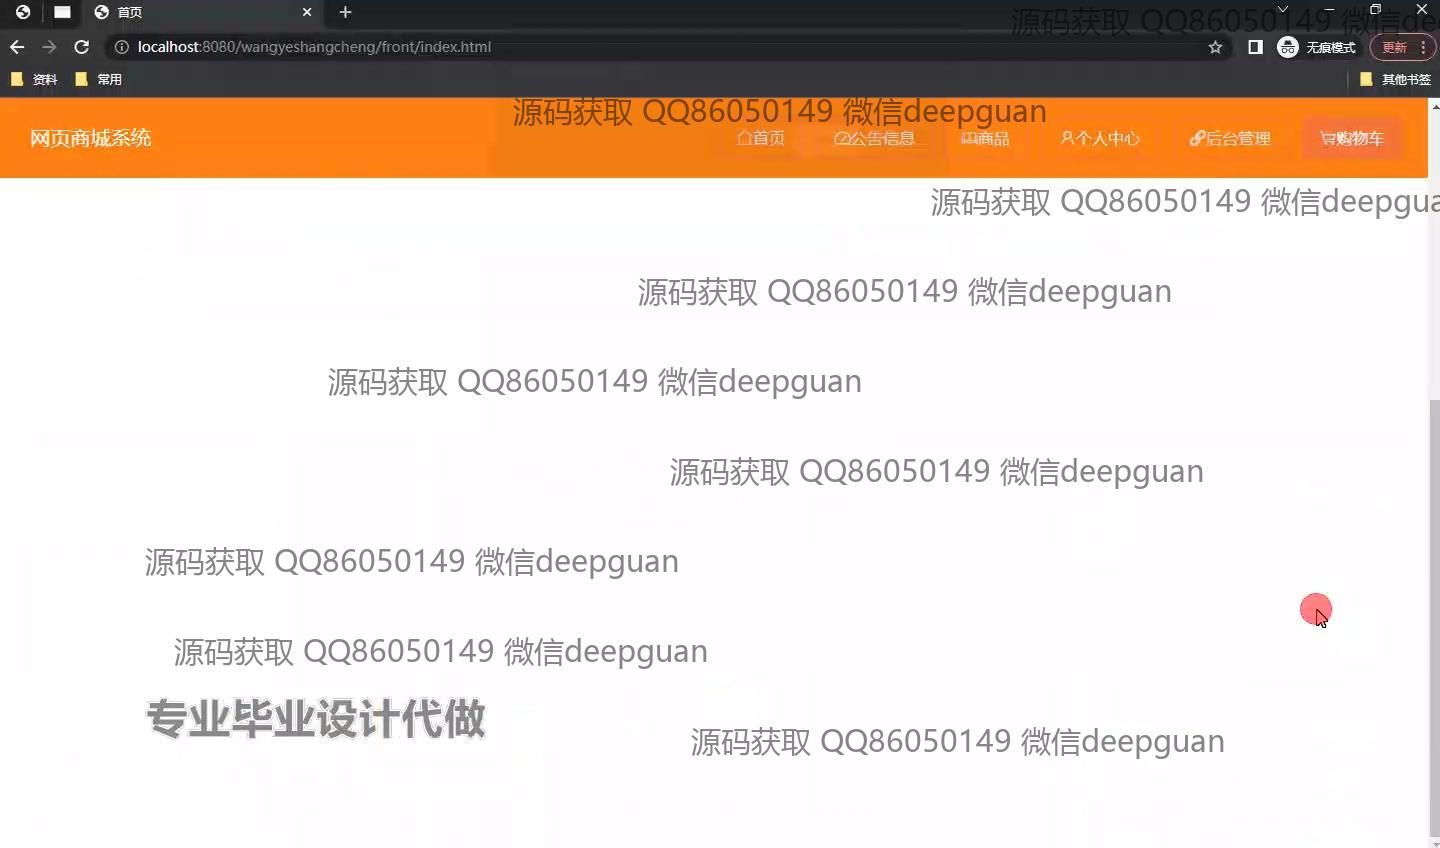 首页
源码获取 QQ86050149 微信de
localhost:8080/wangyeshangcheng/front/index.html
无痕模式
更新
资料
常用
其他书签
源码获取 QQ86050149 微信deepguan
网页商城系统
首页
公告信息
商品
个人中心
后台管理
购物车
源码获取 QQ86050149 微信deepgua
源码获取 QQ86050149 微信deepguan
源码获取 QQ86050149 微信deepguan
源码获取 QQ86050149 微信deepguan
源码获取 QQ86050149 微信deepguan
源码获取 QQ86050149 微信deepguan
专业毕业设计代做
源码获取 QQ86050149 微信deepguan